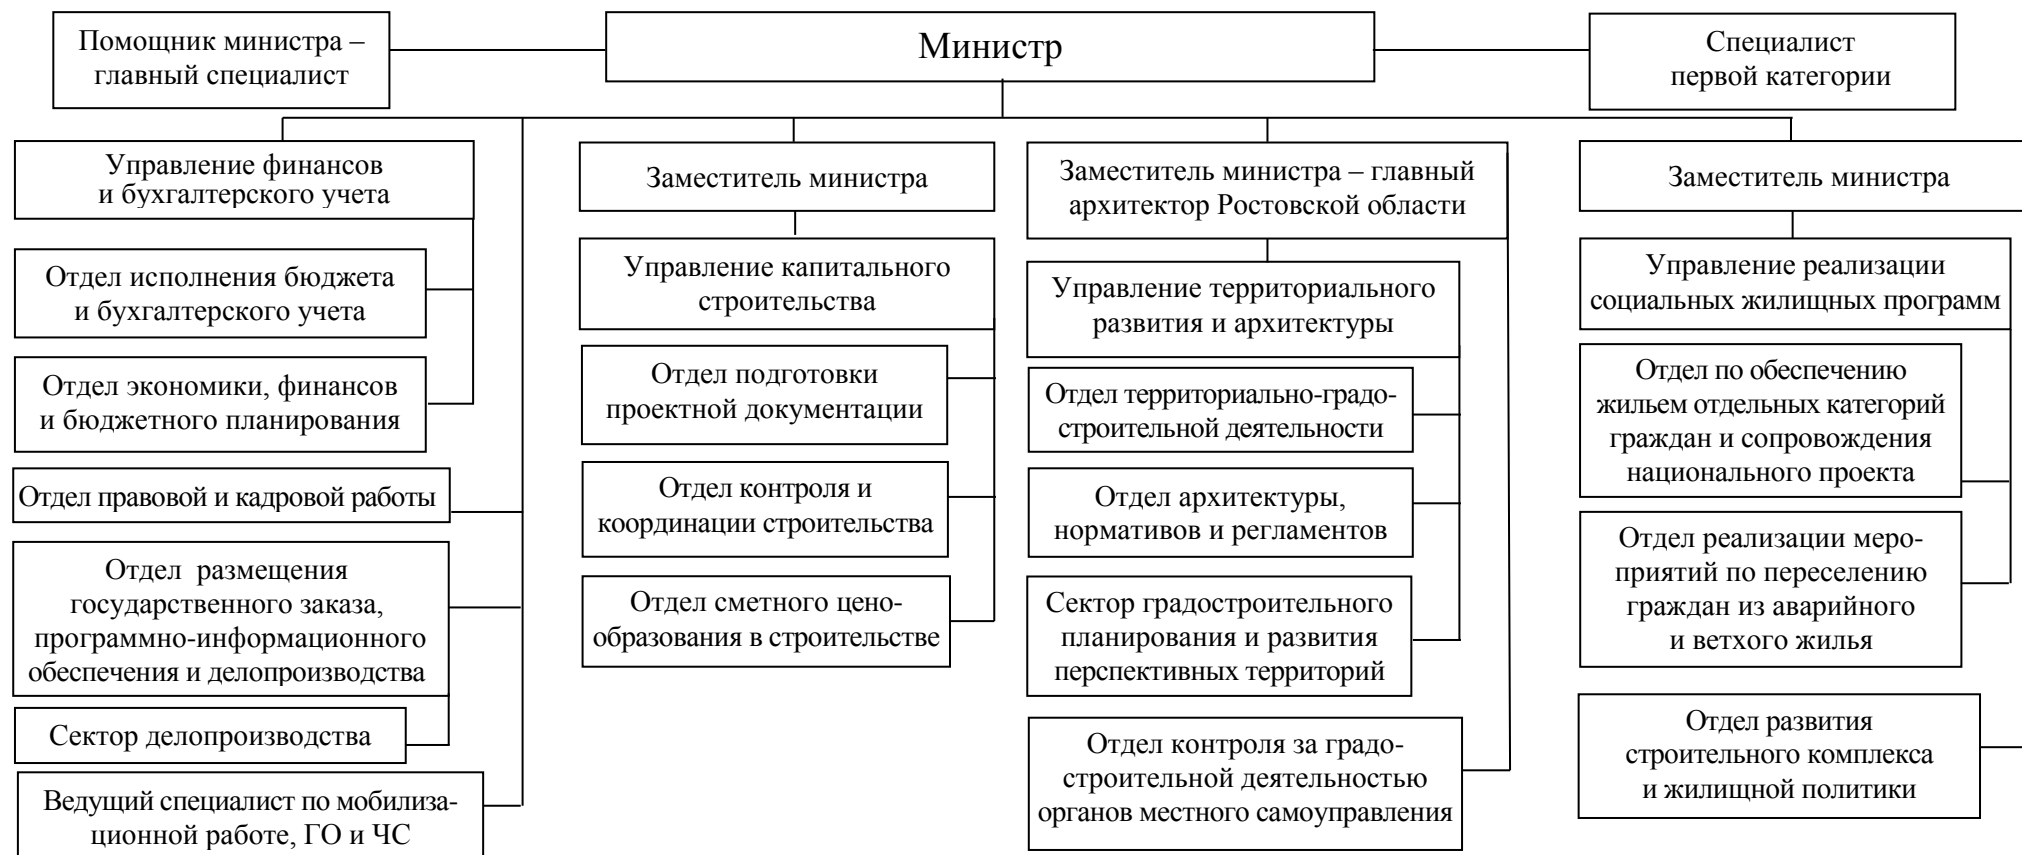 Помощник министра –
главный специалист
Министр
Специалист
первой категории
Управление финансов
и бухгалтерского учета
Отдел исполнения бюджета
и бухгалтерского учета
Отдел экономики, финансов
и бюджетного планирования
Отдел правовой и кадровой работы
Отдел размещения
государственного заказа,
программно-информационного
обеспечения и делопроизводства
Сектор делопроизводства
Ведущий специалист по мобилиза-
ционной работе, ГО и ЧС
Заместитель министра
Управление капитального
строительства
Отдел подготовки
проектной документации
Отдел контроля и
координации строительства
Отдел сметного цено-
образования в строительстве
Заместитель министра – главный
архитектор Ростовской области
Управление территориального
развития и архитектуры
Отдел территориально-градо-
строительной деятельности
Отдел архитектуры,
нормативов и регламентов
Сектор градостроительного
планирования и развития
перспективных территорий
Отдел контроля за градо-
строительной деятельностью
органов местного самоуправления
Заместитель министра
Управление реализации
социальных жилищных программ
Отдел по обеспечению
жильем отдельных категорий
граждан и сопровождения
национального проекта
Отдел реализации меро-
приятий по переселению
граждан из аварийного
и ветхого жилья
Отдел развития
строительного комплекса
и жилищной политики